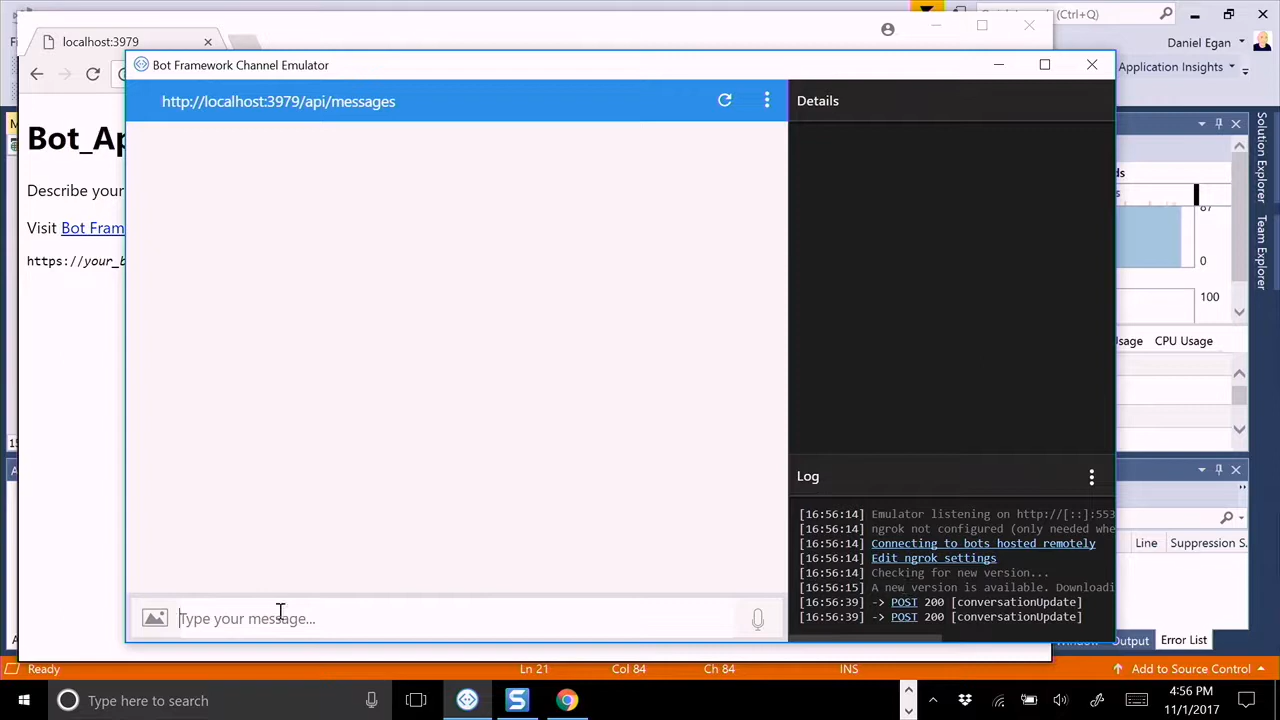 Quick Launch (Ctrl+Q)
localhost:3979
Daniel Egan
Bot Framework Channel Emulator
Application Insights
http://localhost:3979/api/messages
Details
Bot_Ap
Describe your
Visit Bot Fram
https://your_b
Solution Explorer
Team Explorer
0
100
CPU Usage
Log
[16:56:14] Emulator listening on http://[::]:553
[16:56:14] ngrok not configured (only needed whe
[16:56:14] Connecting to bots hosted remotely
[16:56:14] Edit ngrok settings
[16:56:14] Checking for new version...
[16:56:15] A new version is available. Downloadi
[16:56:39] -> POST 200 [conversationUpdate]
[16:56:39] -> POST 200 [conversationUpdate]
Line
Suppression S.
Type your message...
Output
Error List
Ready
Ln 21
Col 84
Ch 84
INS
Add to Source Control
Type here to search
4:56 PM
11/1/2017